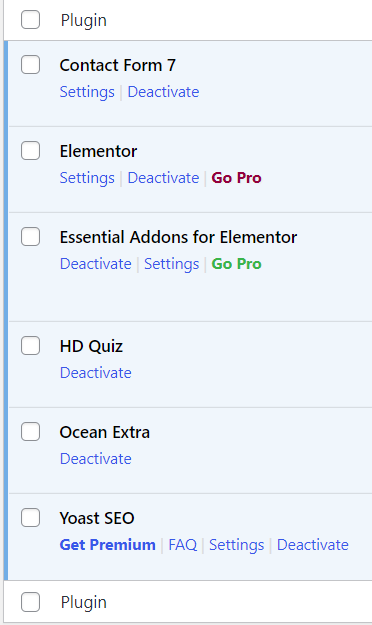 Plugin
Contact Form 7
Settings | Deactivate
Elementor
Settings | Deactivate | Go Pro
Essential Addons for Elementor
Deactivate | Settings | Go Pro
HD Quiz
Deactivate
Ocean Extra
Deactivate
Yoast SEO
Get Premium | FAQ | Settings | Deactivate
Plugin